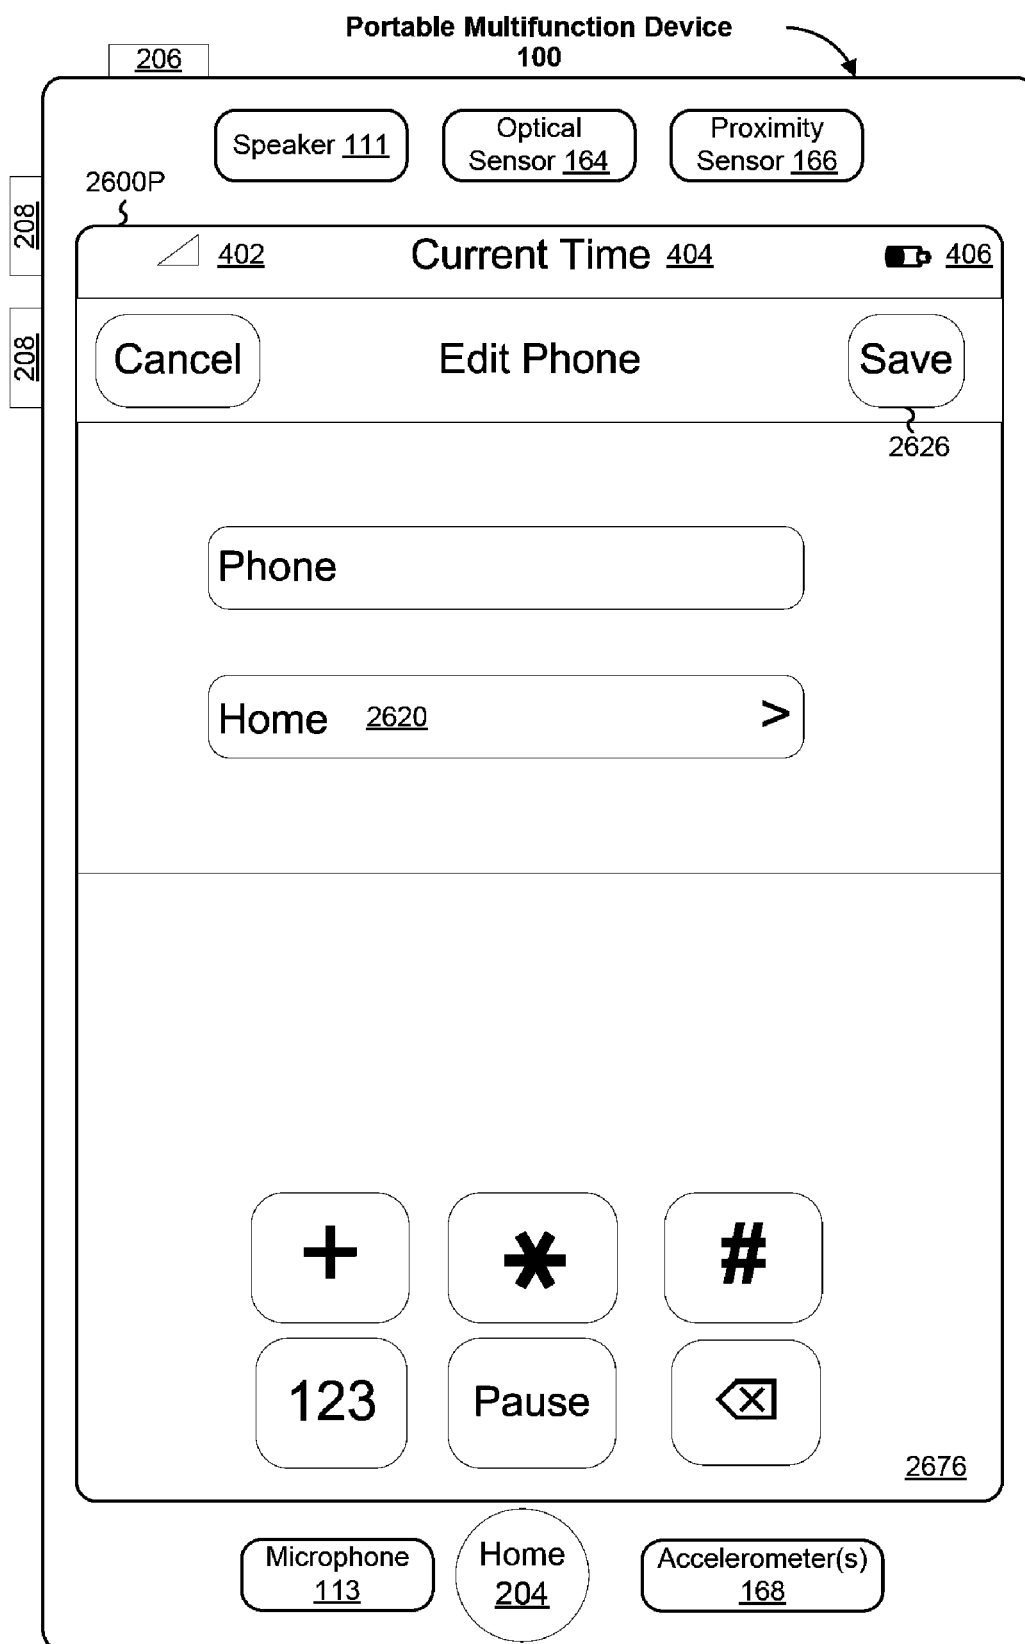 Portable Multifunction Device
100
206
Speaker 111
Optical
Sensor 164
Proximity
Sensor 166
2600P
208
402
Current Time 404
406
208
Cancel
Edit Phone
Save
2626
Phone
Home 2620 >
+
*
#
123
Pause
2676
Microphone
113
Home
204
Accelerometer(s)
168